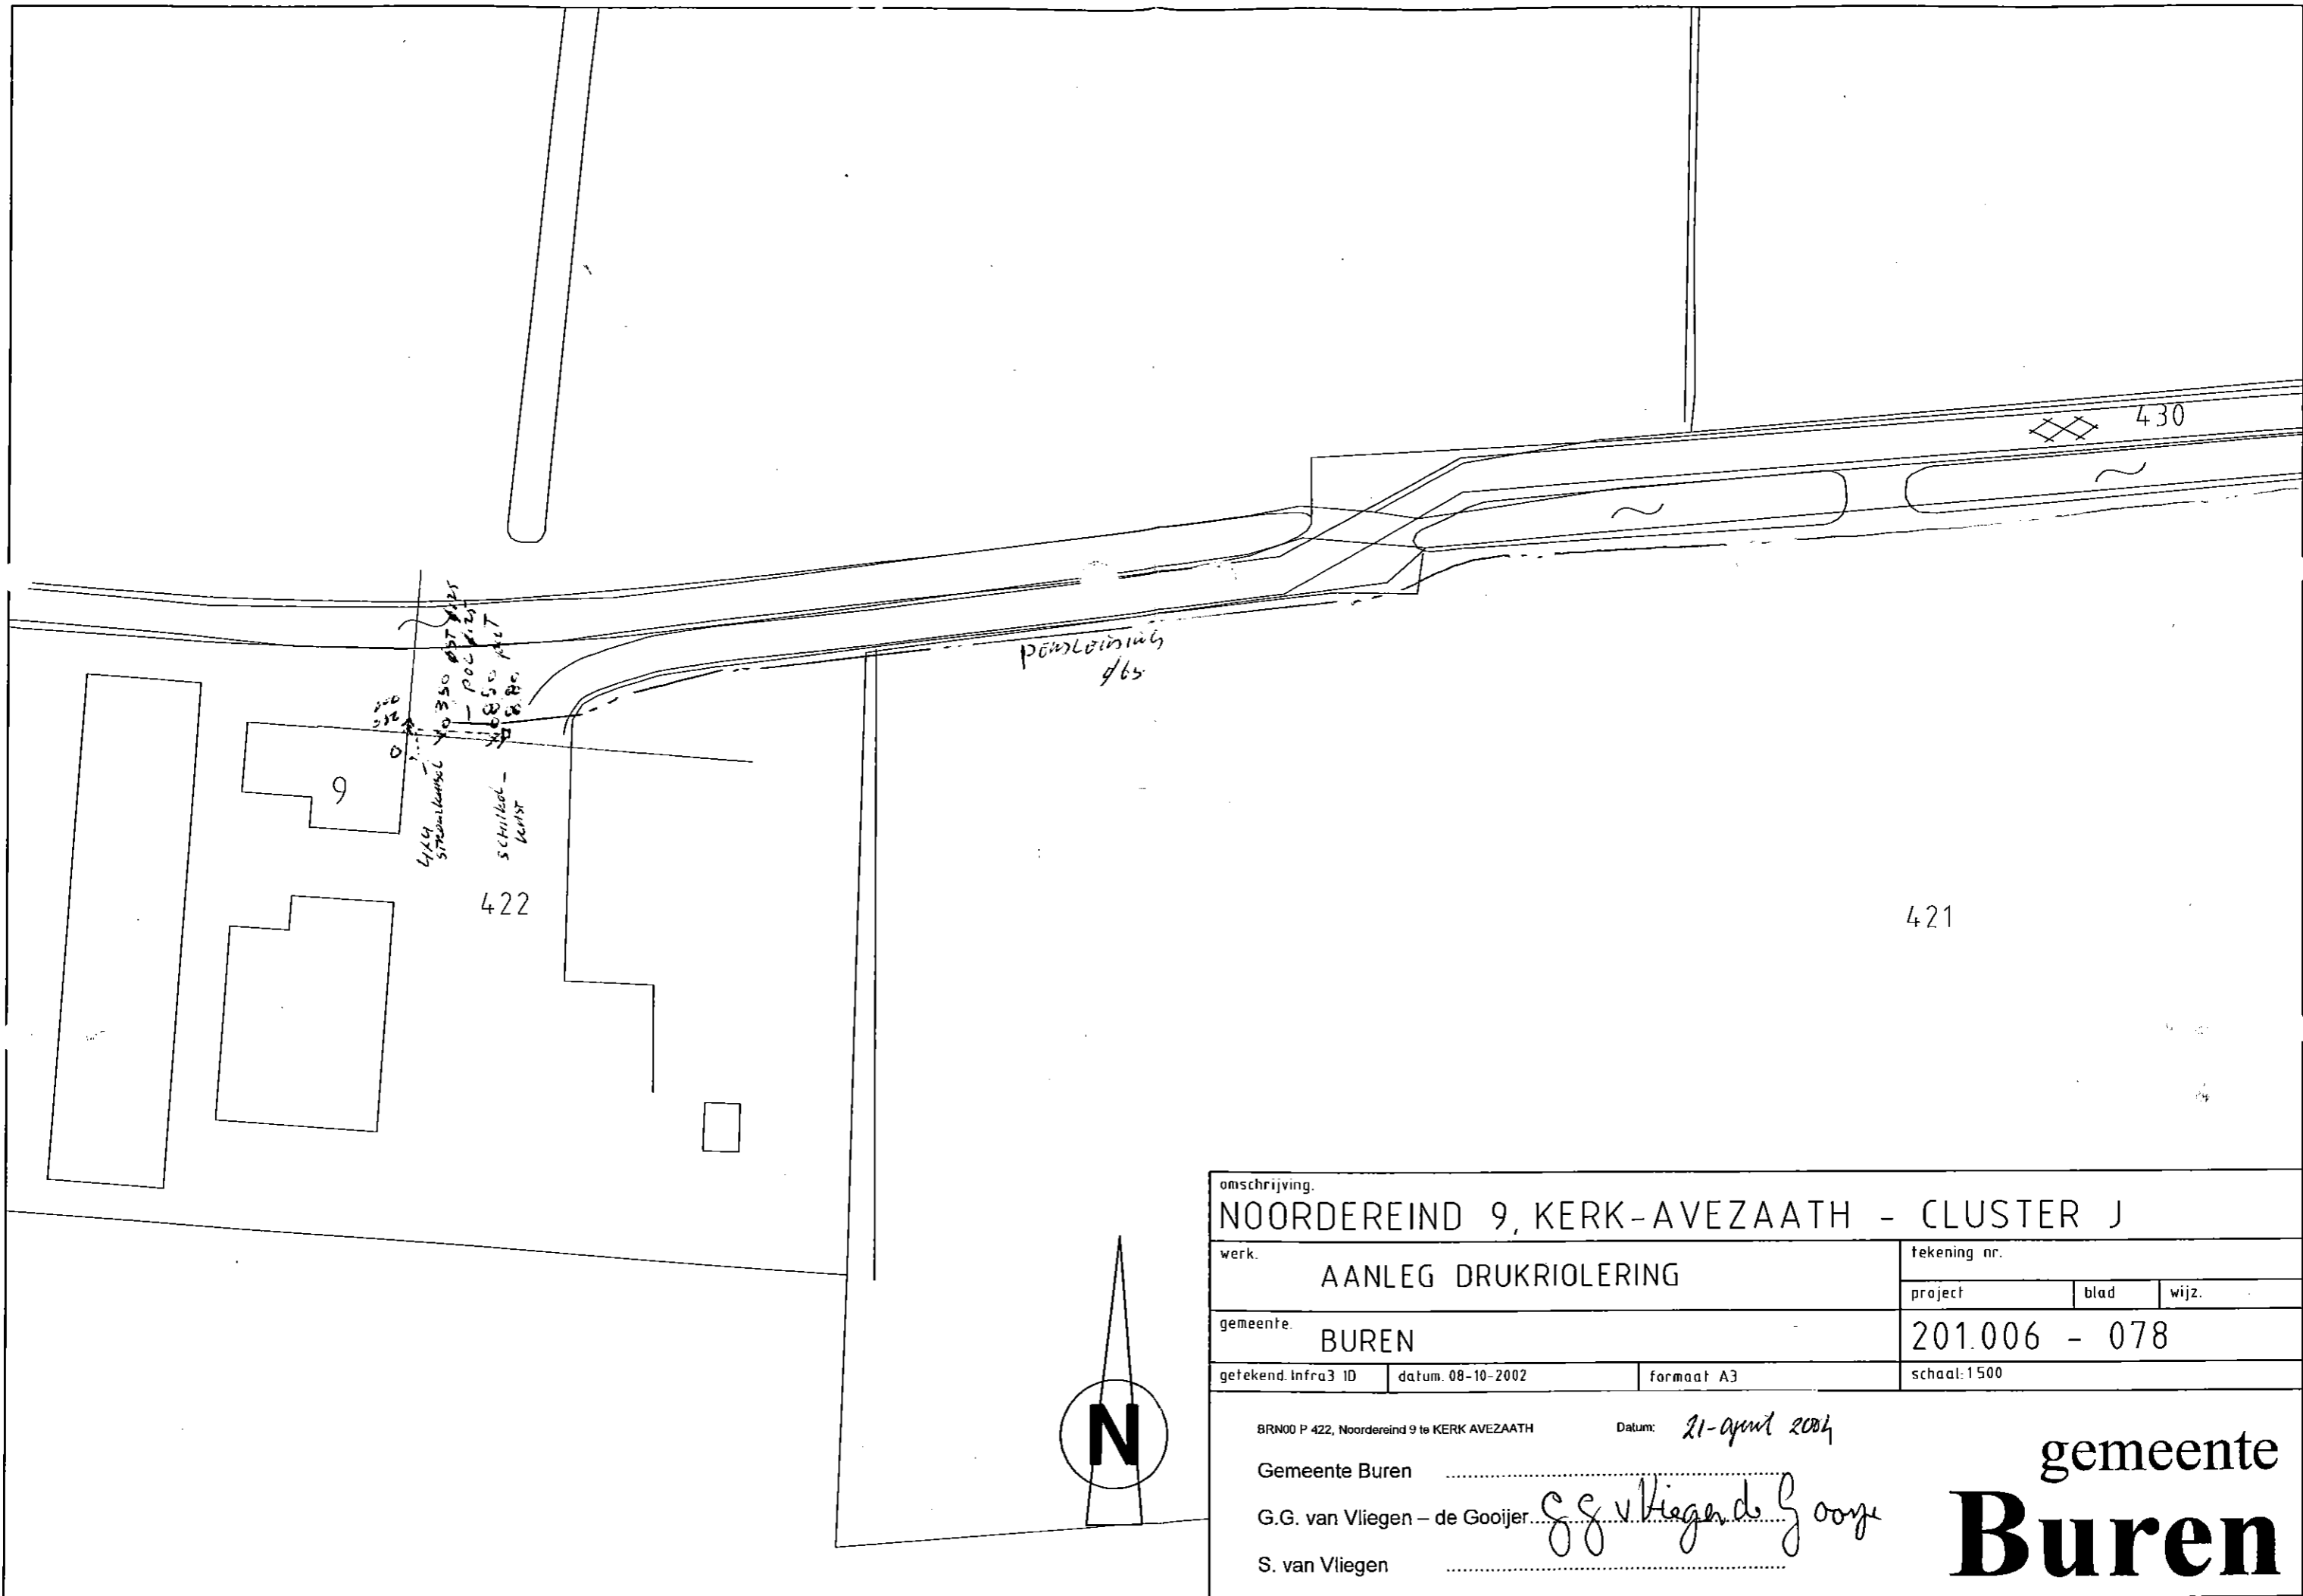 430
persleiding
ø63
9
422
421
omschrijving.
NOORDEREIND 9, KERK-AVEZAATH - CLUSTER J
werk.
AANLEG DRUKRIOLERING
tekening nr.
project blad wijz.
gemeente.
BUREN
201.006 - 078
getekend. Infra3 ID datum. 08-10-2002 formaat A3 schaal: 1 500
N
BRN00 P 422, Noordereind 9 te KERK AVEZAATH Datum: 21-april 2004
Gemeente Buren
G.G. van Vliegen – de Gooijer
S. van Vliegen
gemeente
Buren